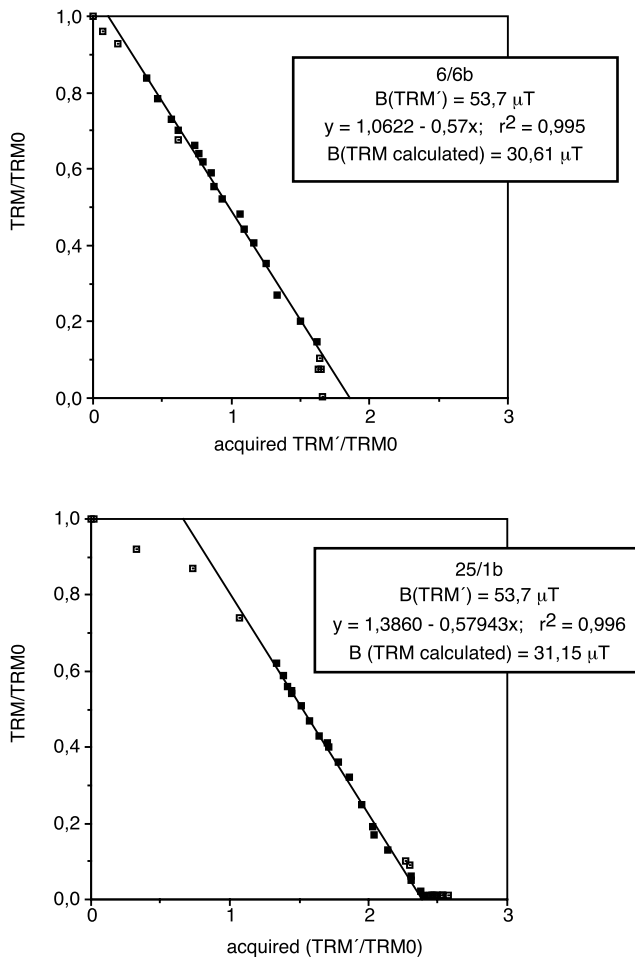 1,0
0,8
0,6
0,4
0,2
0,0
TRM/TRM0
6/6b
B(TRM´) = 53,7 µT
y = 1,0622 - 0,57x; r2 = 0,995
B(TRM calculated) = 30,61 µT
0 1 2 3
acquired TRM´/TRM0
1,0
0,8
0,6
0,4
0,2
0,0
TRM/TRM0
25/1b
B(TRM´) = 53,7 µT
y = 1,3860 - 0,57943x; r2 = 0,996
B (TRM calculated) = 31,15 µT
0 1 2 3
acquired (TRM´/TRM0)